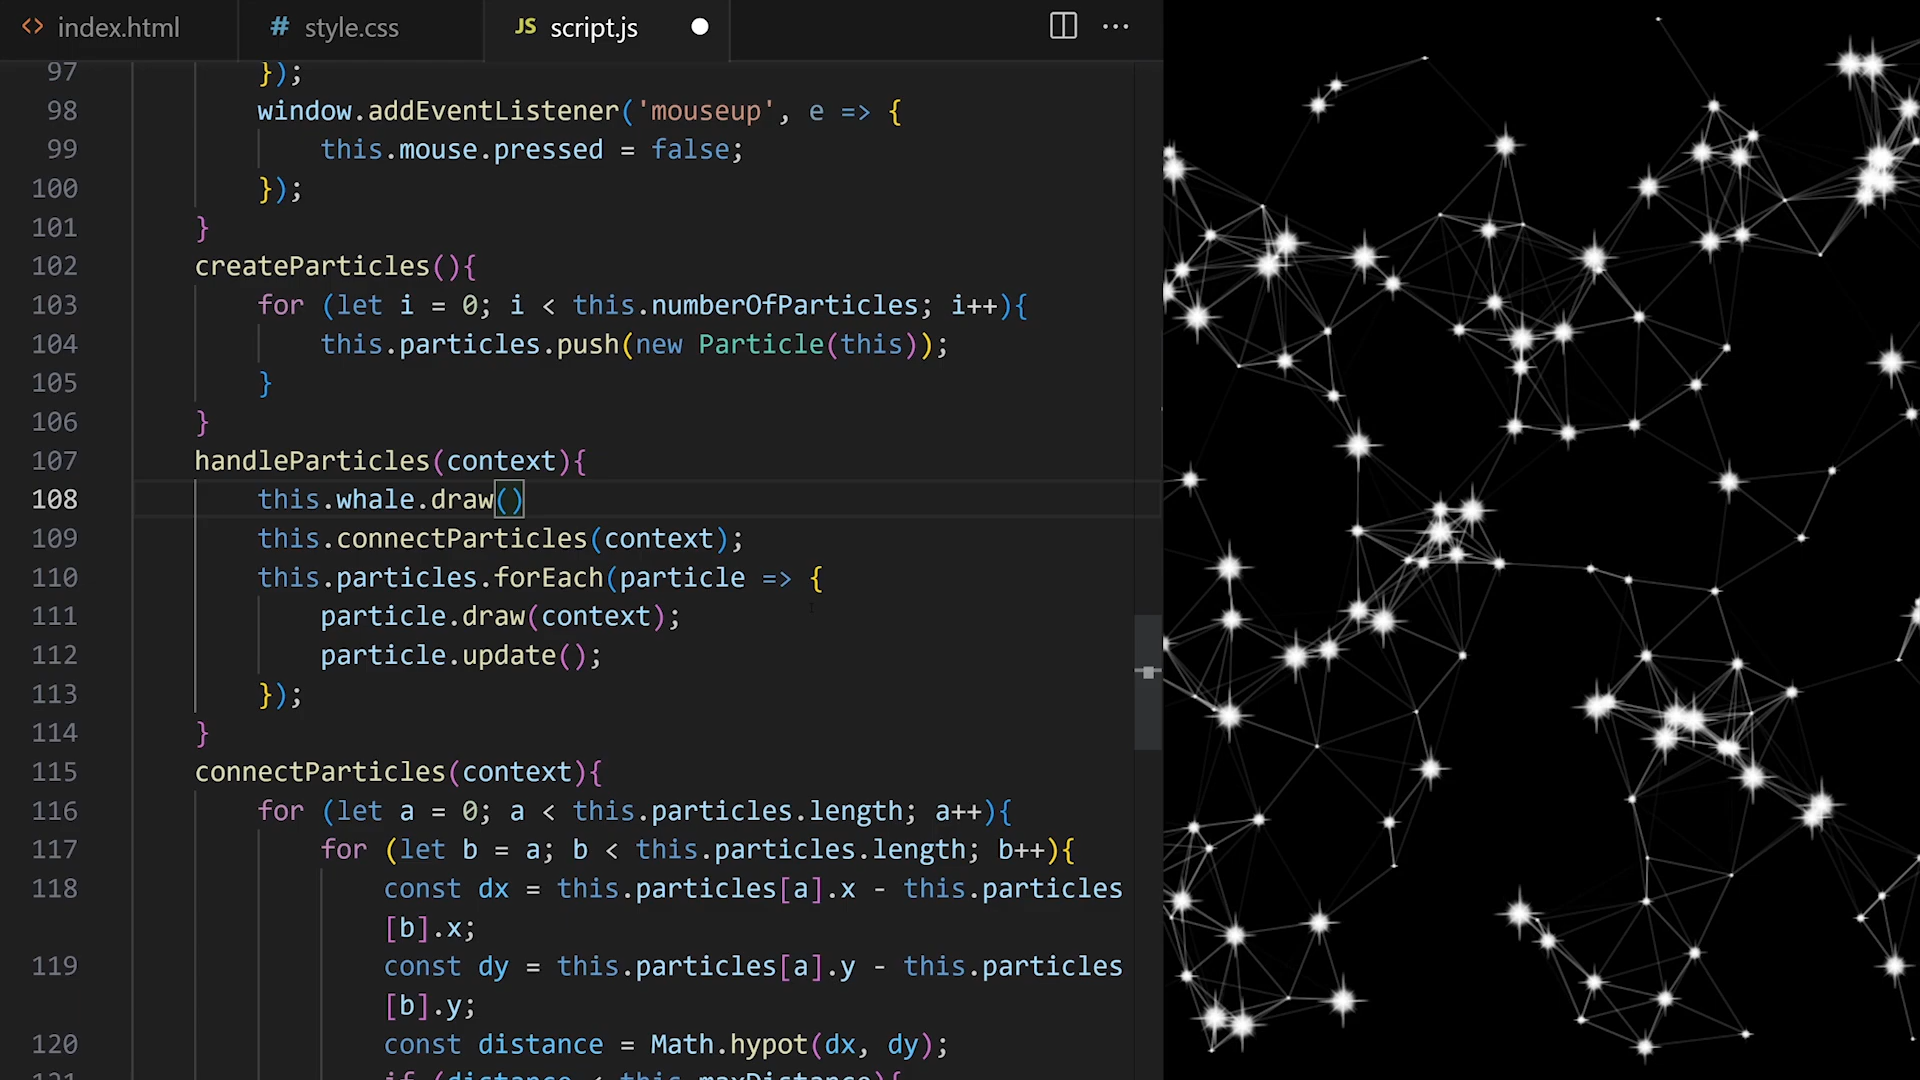 <> index.html
# style.css
JS script.js
97 });
98 window.addEventListener('mouseup', e => {
99 this.mouse.pressed = false;
100 });
101 }
102 createParticles(){
103 for (let i = 0; i < this.numberOfParticles; i++){
104 this.particles.push(new Particle(this));
105 }
106 }
107 handleParticles(context){
108 this.whale.draw()
109 this.connectParticles(context);
110 this.particles.forEach(particle => {
111 particle.draw(context);
112 particle.update();
113 });
114 }
115 connectParticles(context){
116 for (let a = 0; a < this.particles.length; a++){
117 for (let b = a; b < this.particles.length; b++){
118 const dx = this.particles[a].x - this.particles
[b].x;
119 const dy = this.particles[a].y - this.particles
[b].y;
120 const distance = Math.hypot(dx, dy);
121 if (distance < this.maxDistance){